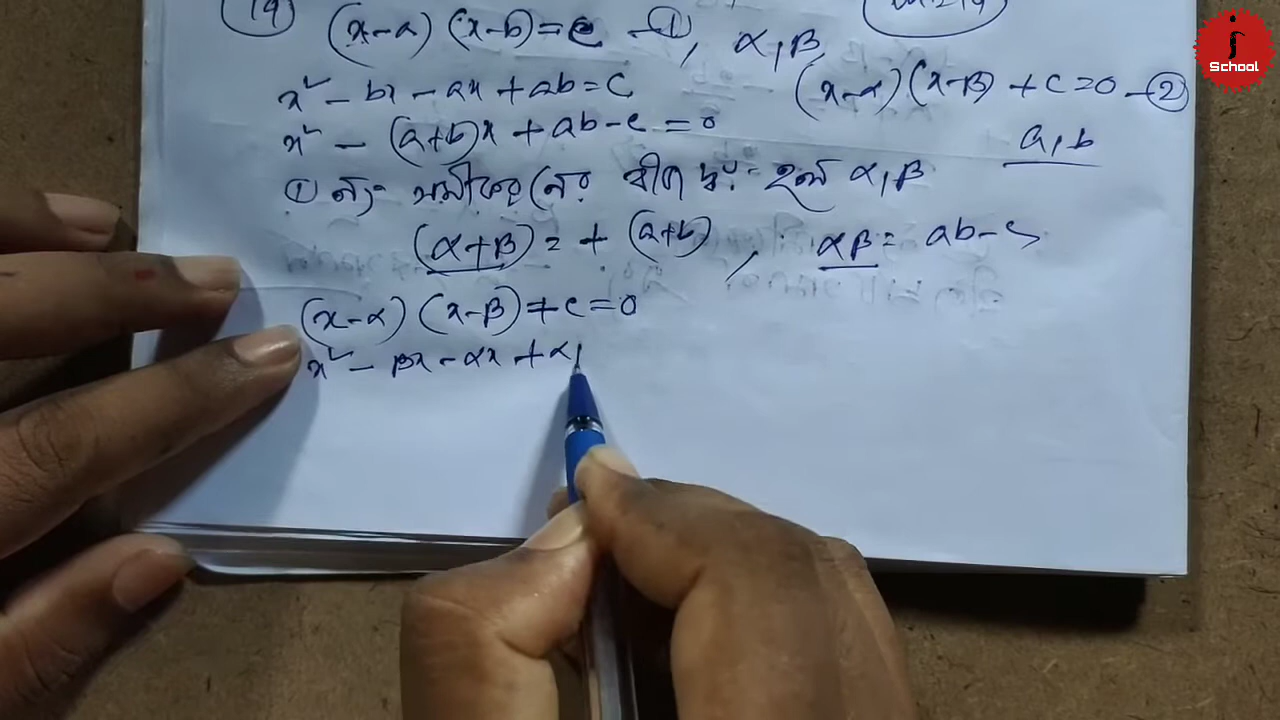 (19)
(x-a) (x-b)=c -①, α,β
x² - bx - ax + ab = c
(x-α)(x-β) + c = 0 -②
x² - (a+b)x + ab - c = 0
a, b
① নং সমীকরণের বীজ দ্ব: হলে α,β
(α+β) = + (a+b), αβ = ab - c
(x-α) (x-β) + c = 0
x² - βx - αx + α
ſ
School